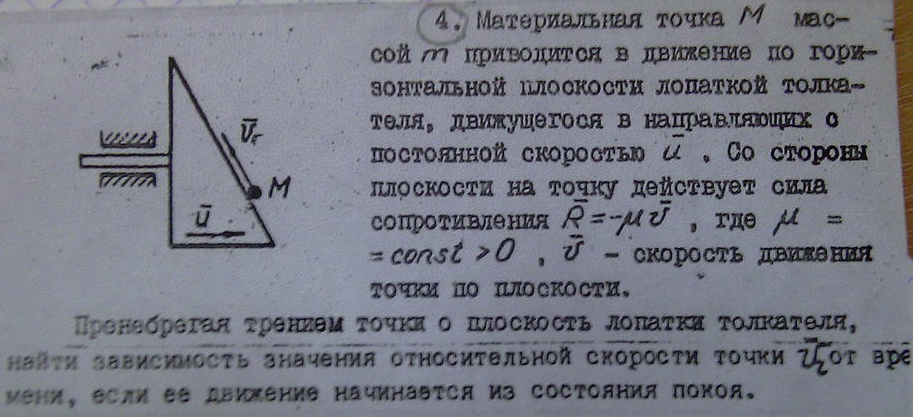 4. Материальная точка M мас-
сой m приводится в движение по гори-
зонтальной плоскости лопаткой толка-
теля, движущегося в направляющих с
постоянной скоростью ū . Со стороны
плоскости на точку действует сила
сопротивления R̄=-μv̄ , где μ =
= const > 0 , v̄ - скорость движения
точки по плоскости.
Пренебрегая трением точки о плоскость лопатки толкателя,
найти зависимость значения относительной скорости точки v̄r от вре
мени, если ее движение начинается из состояния покоя.
v̄r
M
ū